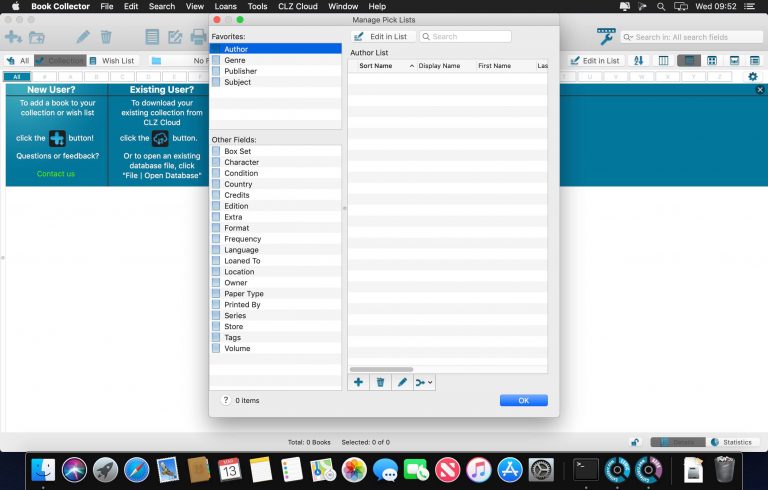 Book Collector File Edit Search View Loans Tools CLZ Cloud Window Help Wed 09:52
Manage Pick Lists
Search in: All search fields
All Collection Wish List No F
Edit in List
All
New User?
To add a book to your
collection or wish list
click the button!
Questions or feedback?
Contact us
Existing User?
To download your
existing collection from
CLZ Cloud
click the button.
Or to open an existing
database file, click
"File | Open Database"
Favorites:
Author
Genre
Publisher
Subject
Other Fields:
Box Set
Character
Condition
Country
Credits
Edition
Extra
Format
Frequency
Language
Loaned To
Location
Owner
Paper Type
Printed By
Series
Store
Tags
Volume
Edit in List Search
Author List
Sort Name Display Name First Name Las
? 0 items
OK
Total: 0 Books Selected: 0 of 0
Details Statistics
13